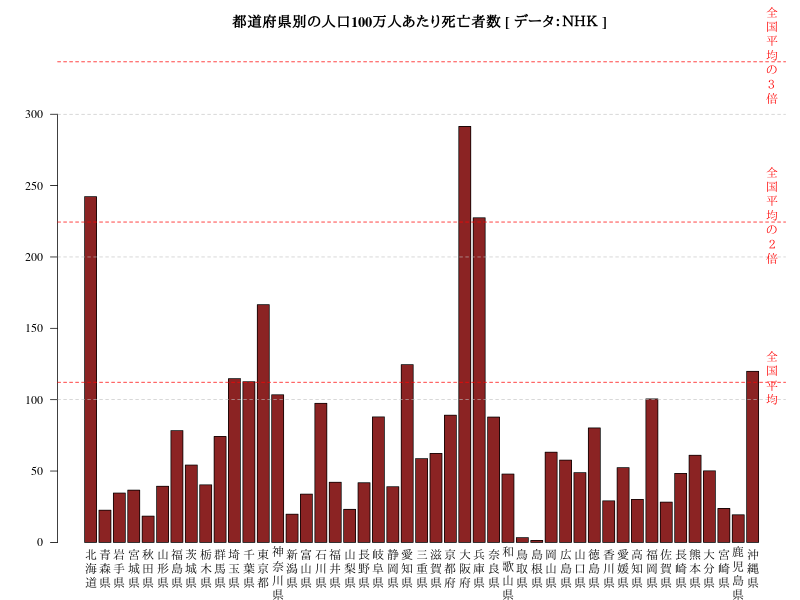 都道府県別の人口100万人あたり死亡者数 [ データ：NHK ]
全国平均の3倍
300
250
全国平均の2倍
200
150
全国平均
100
50
0
北海道
青森県
岩手県
宮城県
秋田県
山形県
福島県
茨城県
栃木県
群馬県
埼玉県
千葉県
東京都
神奈川県
新潟県
富山県
石川県
福井県
山梨県
長野県
岐阜県
静岡県
愛知県
三重県
滋賀県
京都府
大阪府
兵庫県
奈良県
和歌山県
鳥取県
島根県
岡山県
広島県
山口県
徳島県
香川県
愛媛県
高知県
福岡県
佐賀県
長崎県
熊本県
大分県
宮崎県
鹿児島県
沖縄県